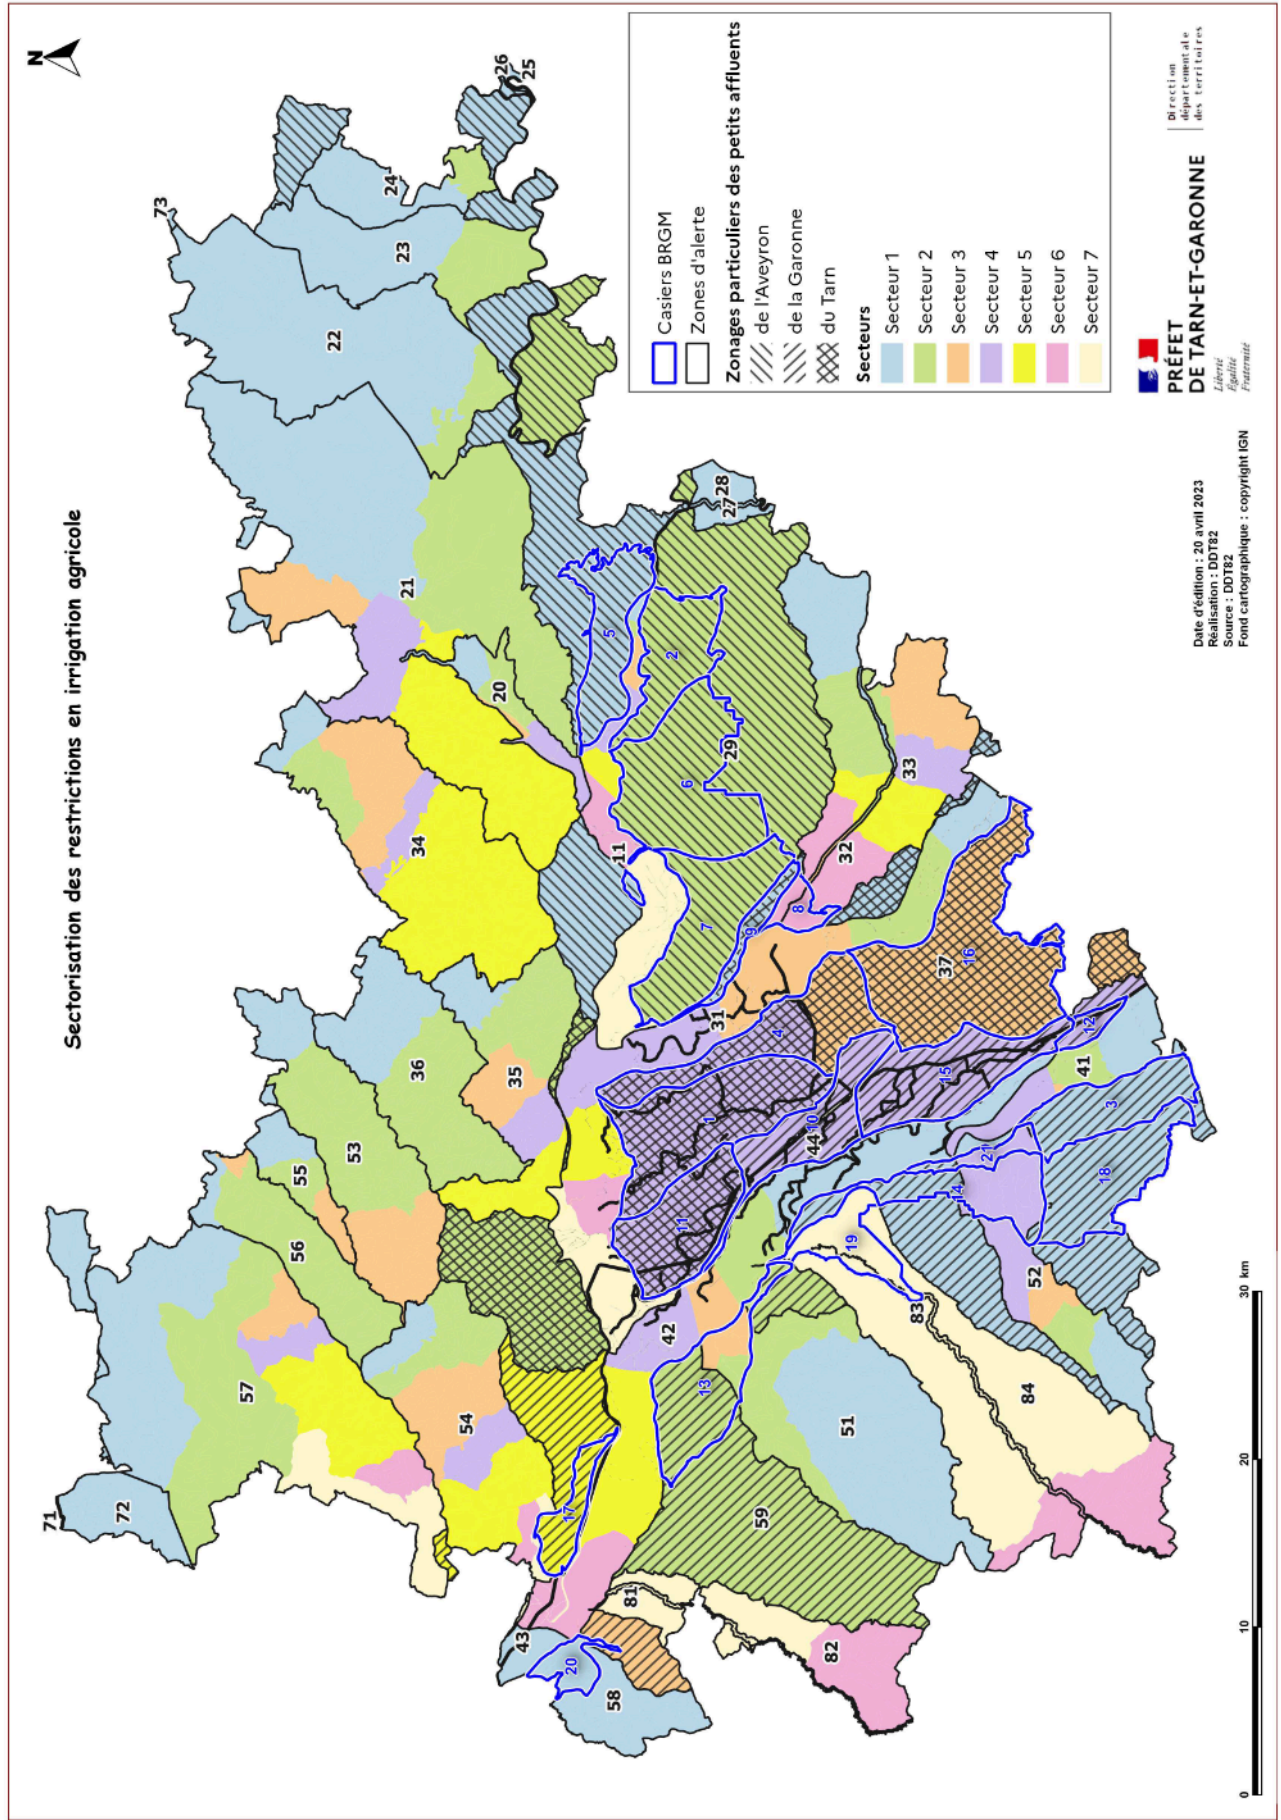 Sectorisation des restrictions en irrigation agricole
N
Casiers BRGM
Zones d'alerte
Zonages particuliers des petits affluents
de l'Aveyron
de la Garonne
du Tarn
Secteurs
Secteur 1
Secteur 2
Secteur 3
Secteur 4
Secteur 5
Secteur 6
Secteur 7
71
72
57
56
55
53
54
36
35
34
21
20
22
23
24
73
26
25
5
2
27
28
29
6
11
7
9
8
32
33
31
4
1
10
44
11
37
16
15
12
41
3
21
14
18
52
19
83
84
51
42
13
59
17
43
20
58
81
82
0
10
20
30 km
Date d'édition : 20 avril 2023
Réalisation : DDT82
Source : DDT82
Fond cartographique : copyright IGN
PRÉFET
DE TARN-ET-GARONNE
Liberté
Égalité
Fraternité
Direction
départementale
des territoires